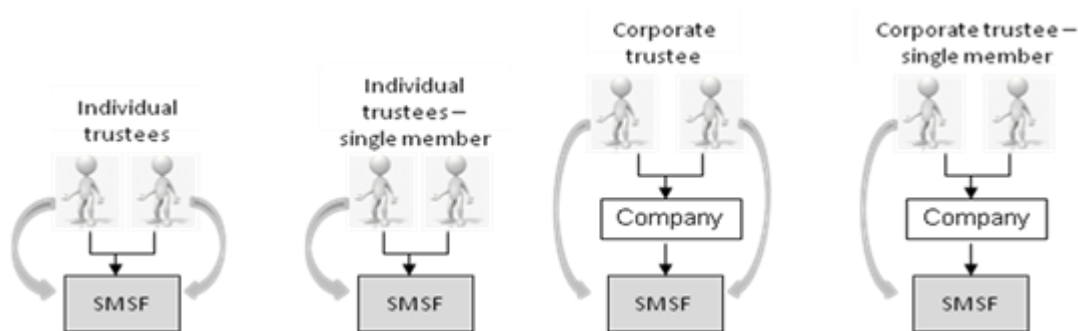 Individual
trustees
SMSF
Individual
trustees –
single member
SMSF
Corporate
trustee
Company
SMSF
Corporate trustee –
single member
Company
SMSF